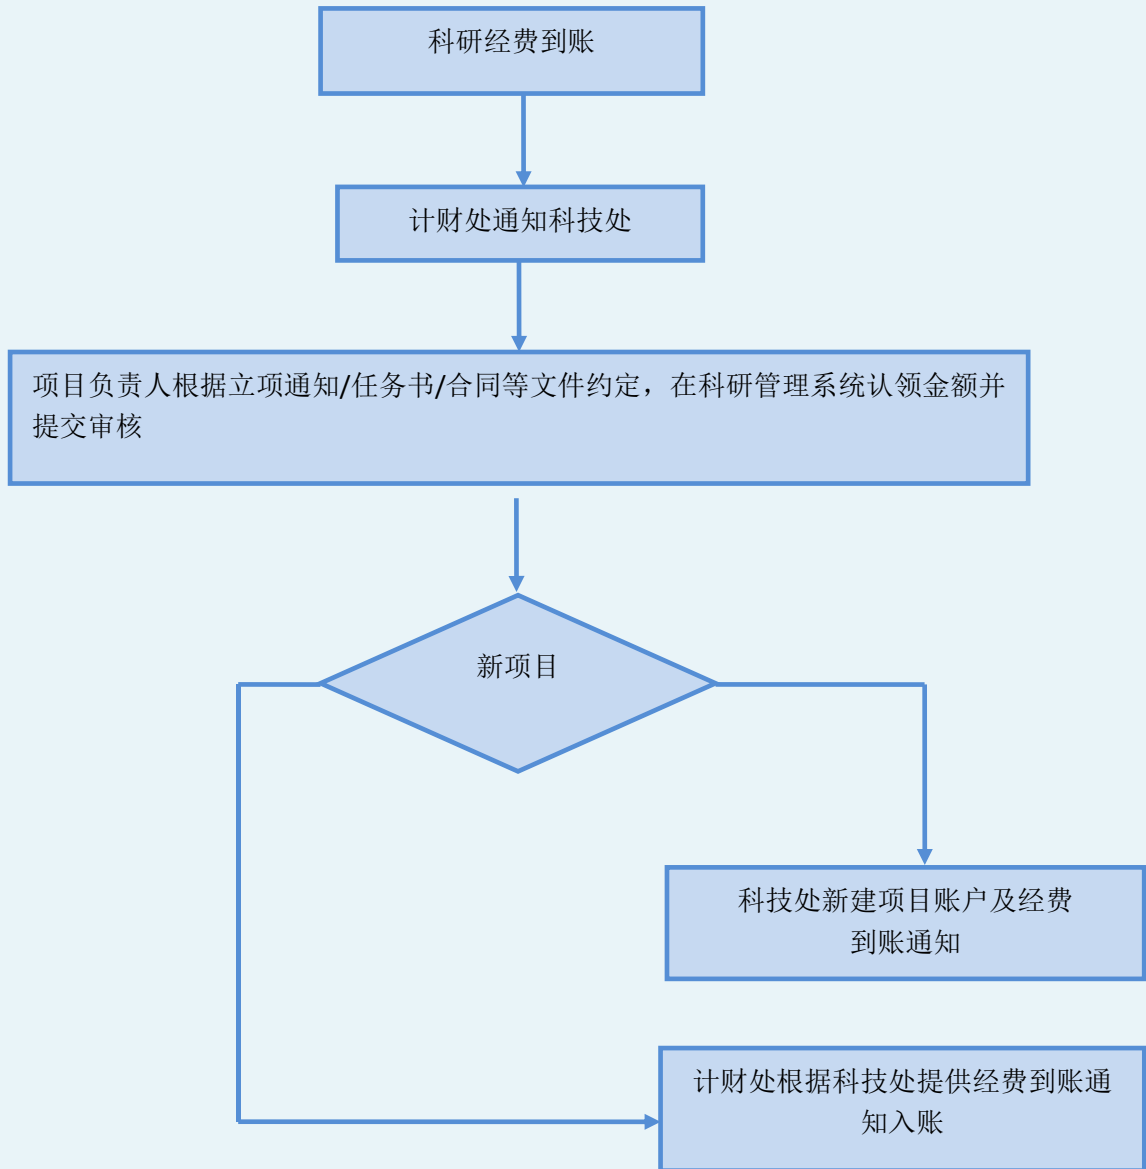 科研经费到账
计财处通知科技处
项目负责人根据立项通知/任务书/合同等文件约定，在科研管理系统认领金额并
提交审核
新项目
科技处新建项目账户及经费
到账通知
计财处根据科技处提供经费到账通
知入账